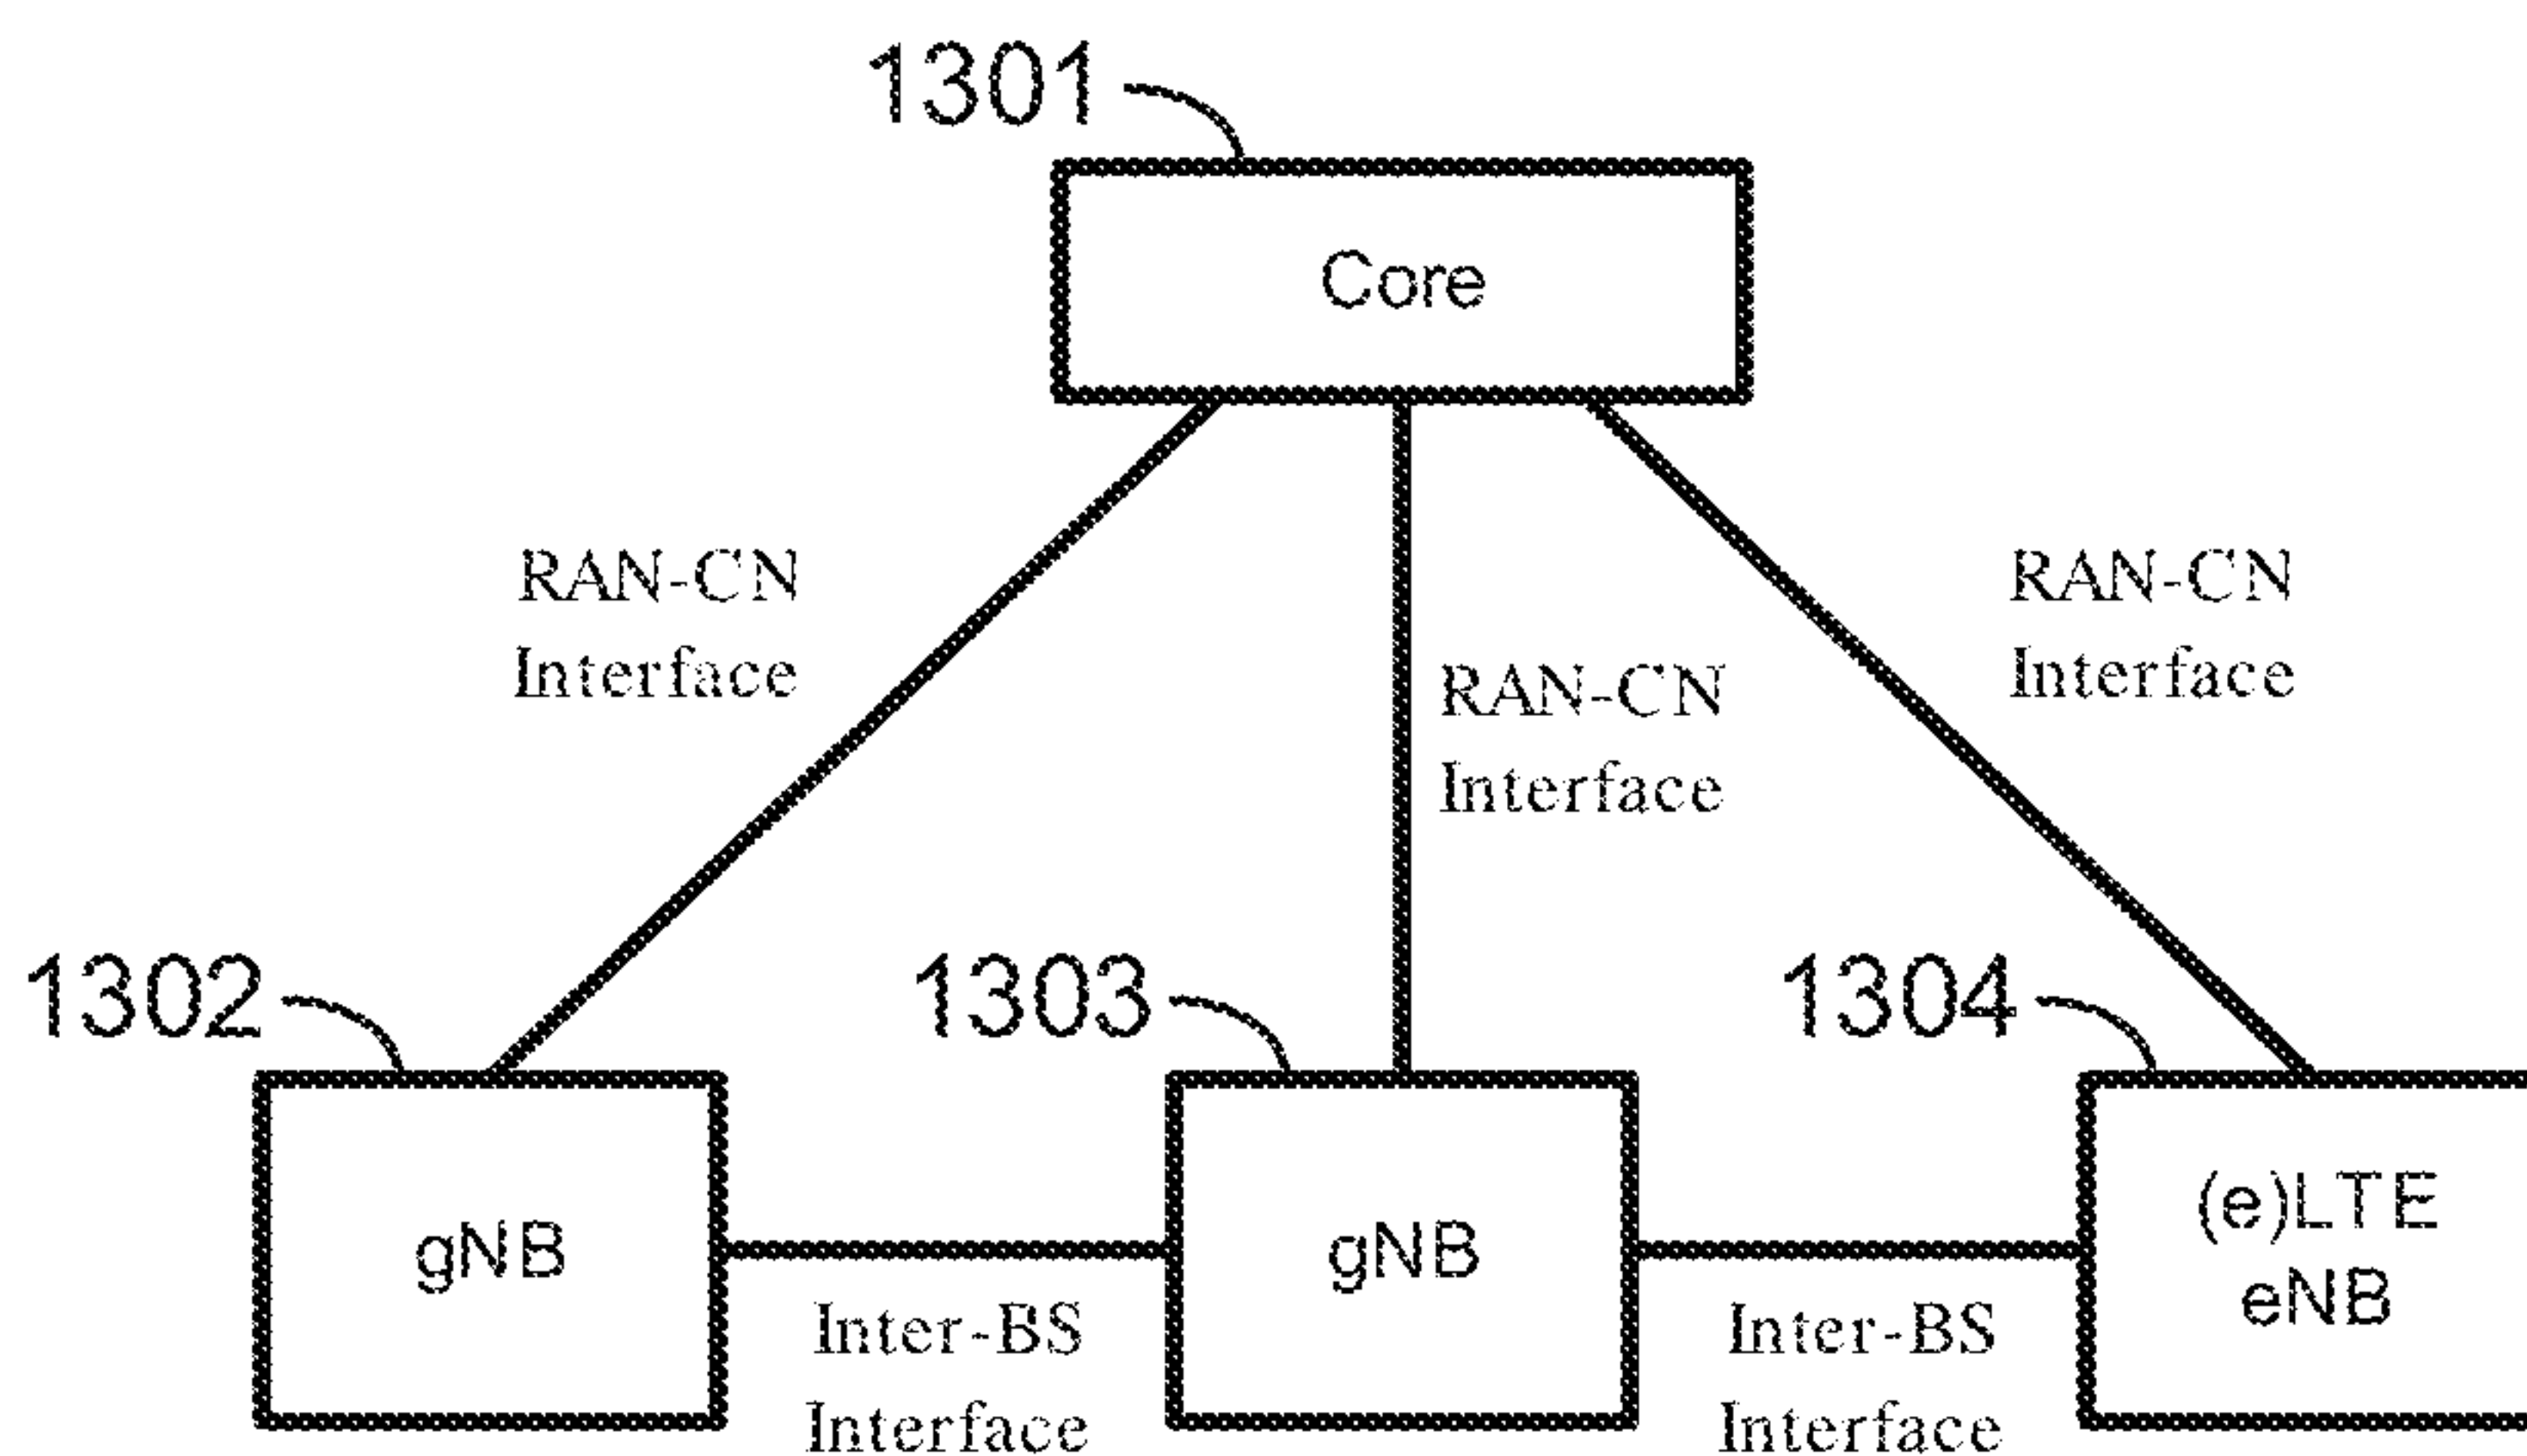 1301
Core
RAN-CN
Interface
RAN-CN
Interface
RAN-CN
Interface
1302
1303
1304
gNB
gNB
(e)LTE
eNB
Inter-BS
Interface
Inter-BS
Interface